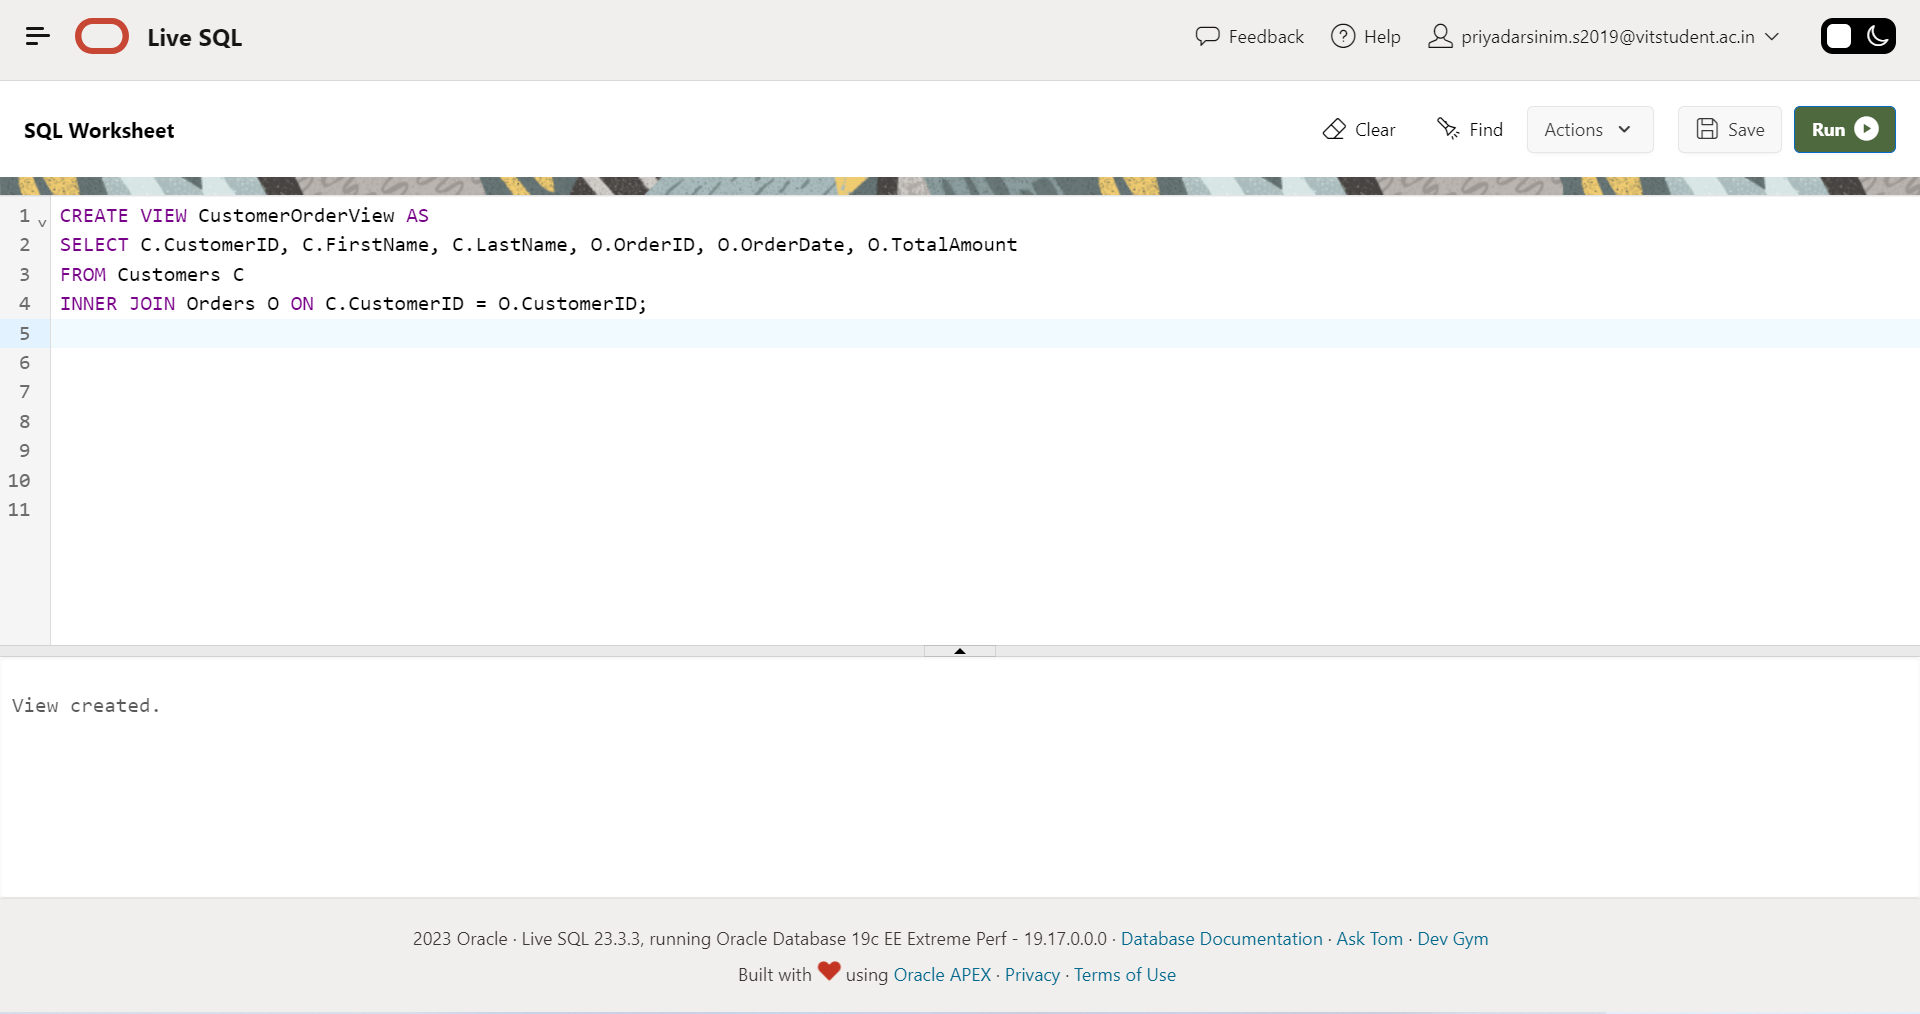 Live SQL
Feedback
Help
priyadarsinim.s2019@vitstudent.ac.in
SQL Worksheet
Clear
Find
Actions
Save
Run
1 CREATE VIEW CustomerOrderView AS
2 SELECT C.CustomerID, C.FirstName, C.LastName, O.OrderID, O.OrderDate, O.TotalAmount
3 FROM Customers C
4 INNER JOIN Orders O ON C.CustomerID = O.CustomerID;
5
6
7
8
9
10
11
View created.
2023 Oracle · Live SQL 23.3.3, running Oracle Database 19c EE Extreme Perf - 19.17.0.0.0 · Database Documentation · Ask Tom · Dev Gym
Built with ❤ using Oracle APEX · Privacy · Terms of Use